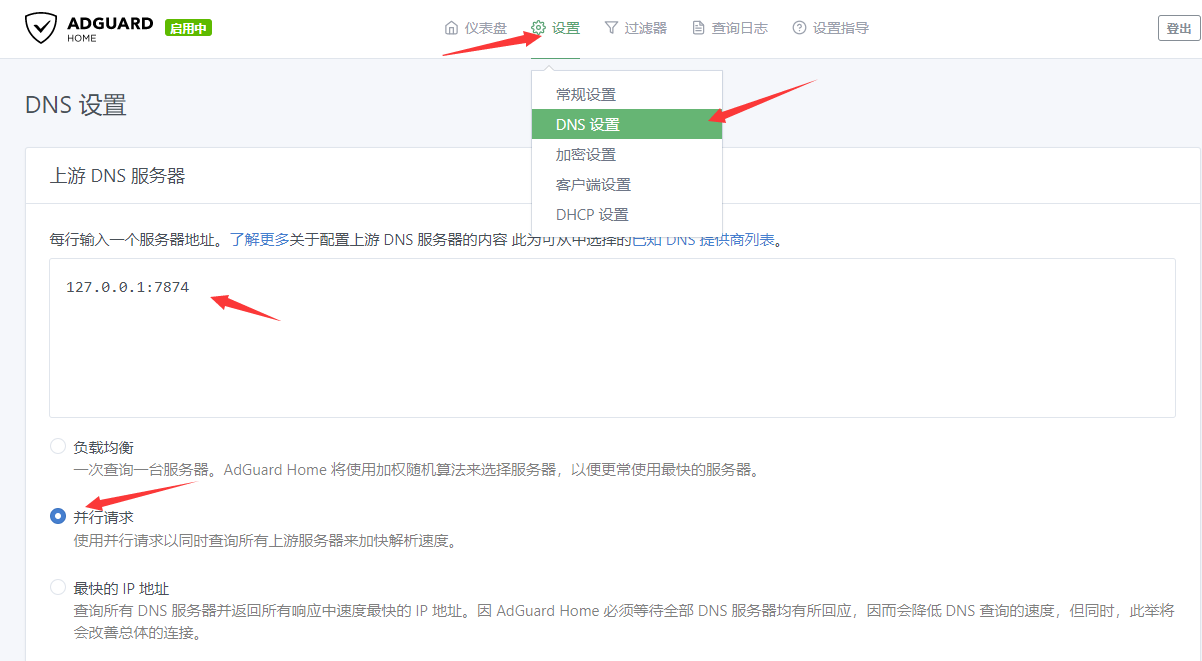 ADGUARD
HOME
启用中
仪表盘
设置
过滤器
查询日志
设置指导
登出
常规设置
DNS 设置
加密设置
客户端设置
DHCP 设置
DNS 设置
上游 DNS 服务器
每行输入一个服务器地址。了解更多关于配置上游 DNS 服务器的内容 此为可从中选择的已知 DNS 提供商列表。
127.0.0.1:7874
负载均衡
一次查询一台服务器。AdGuard Home 将使用加权随机算法来选择服务器，以便更常使用最快的服务器。
并行请求
使用并行请求以同时查询所有上游服务器来加快解析速度。
最快的 IP 地址
查询所有 DNS 服务器并返回所有响应中速度最快的 IP 地址。因 AdGuard Home 必须等待全部 DNS 服务器均有所回应，因而会降低 DNS 查询的速度，但同时，此举将
会改善总体的连接。